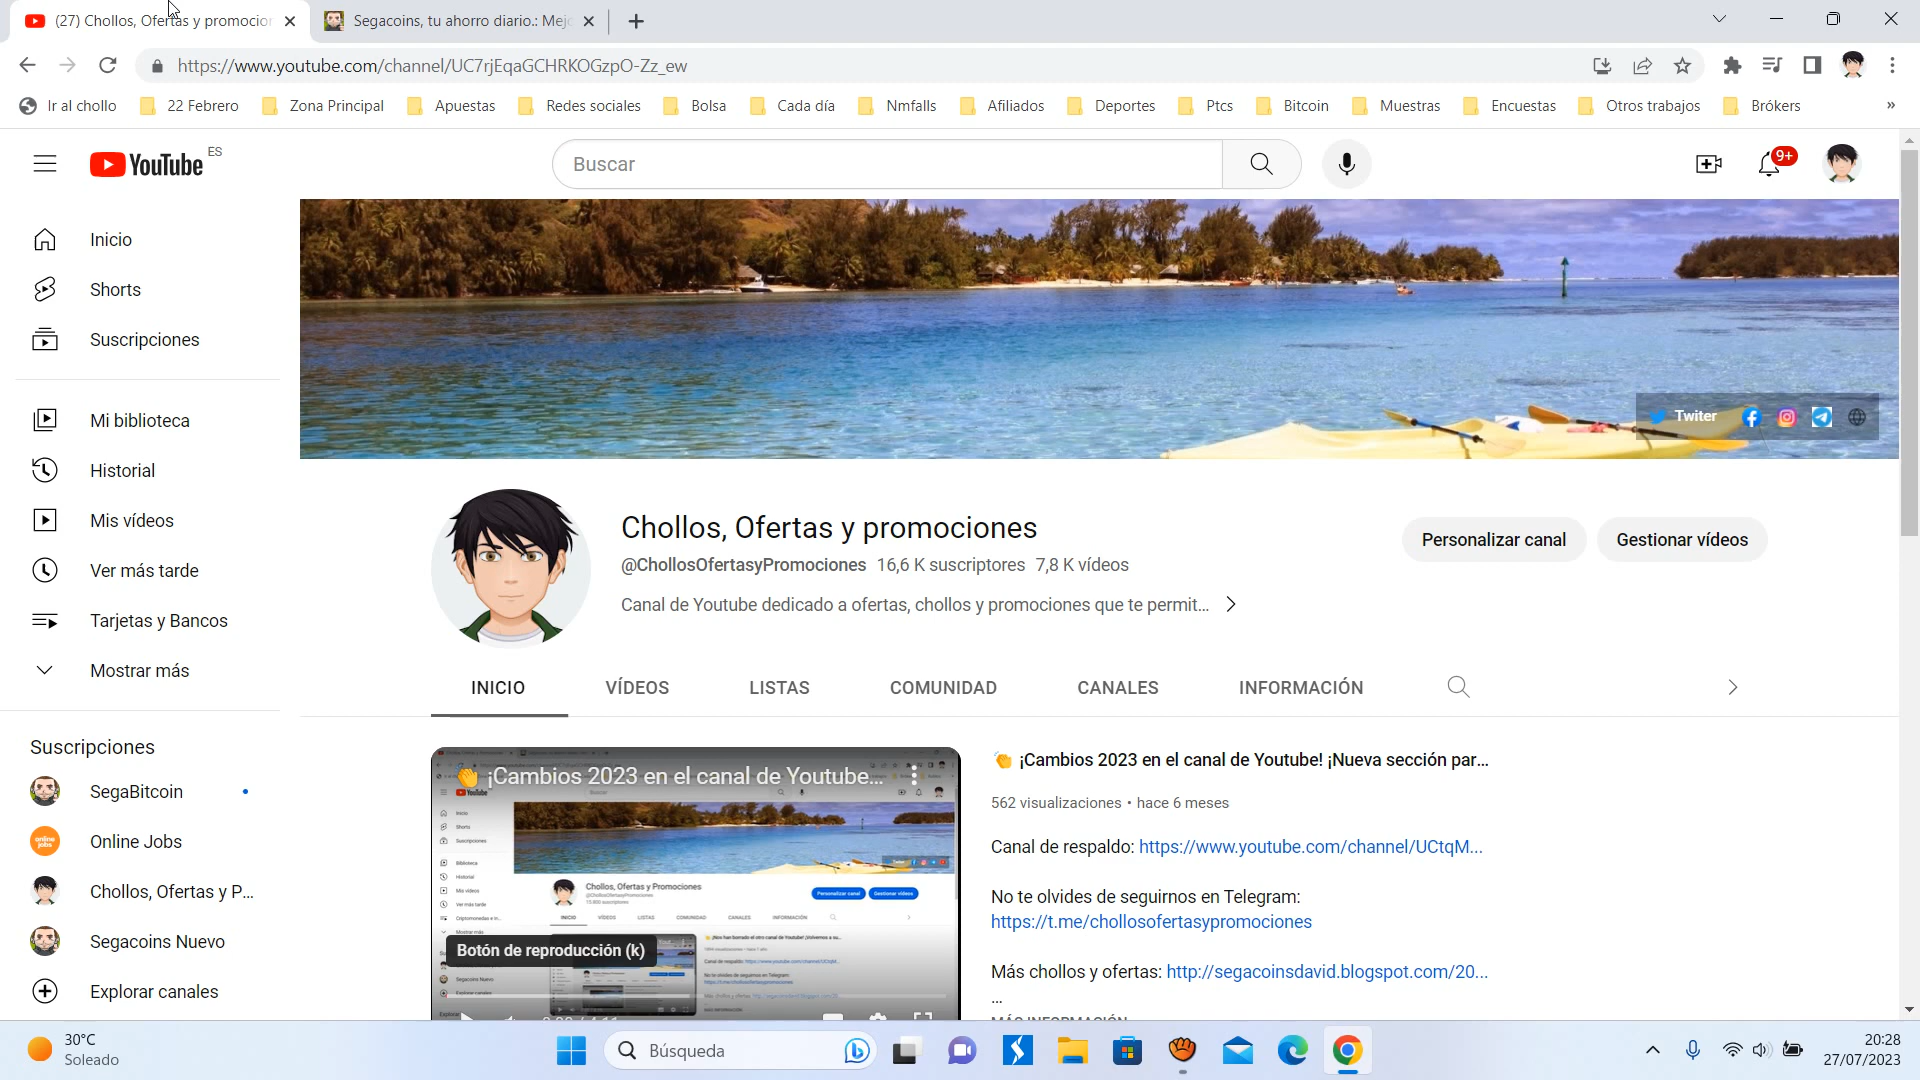 (27) Chollos, Ofertas y promocion
Segacoins, tu ahorro diario.: Mejo
https://www.youtube.com/channel/UC7rjEqaGCHRKOGzpO-Zz_ew
Ir al chollo
22 Febrero
Zona Principal
Apuestas
Redes sociales
Bolsa
Cada día
Nmfalls
Afiliados
Deportes
Ptcs
Bitcoin
Muestras
Encuestas
Otros trabajos
Brókers
»
YouTube ES
Buscar
9+
Inicio
Shorts
Suscripciones
Mi biblioteca
Historial
Mis vídeos
Ver más tarde
Tarjetas y Bancos
Mostrar más
Suscripciones
SegaBitcoin
Online Jobs
Chollos, Ofertas y P...
Segacoins Nuevo
Explorar canales
Twiter
Chollos, Ofertas y promociones
@ChollosOfertasyPromociones 16,6 K suscriptores 7,8 K vídeos
Canal de Youtube dedicado a ofertas, chollos y promociones que te permit...
Personalizar canal
Gestionar vídeos
INICIO
VÍDEOS
LISTAS
COMUNIDAD
CANALES
INFORMACIÓN
👏 ¡Cambios 2023 en el canal de Youtube...
Chollos, Ofertas y Promociones
Botón de reproducción (k)
👏 ¡Cambios 2023 en el canal de Youtube! ¡Nueva sección par...
562 visualizaciones • hace 6 meses
Canal de respaldo: https://www.youtube.com/channel/UCtqM...
No te olvides de seguirnos en Telegram:
https://t.me/chollosofertasypromociones
Más chollos y ofertas: http://segacoinsdavid.blogspot.com/20...
...
MÁS INFORMACIÓN
30°C
Soleado
Búsqueda
20:28
27/07/2023